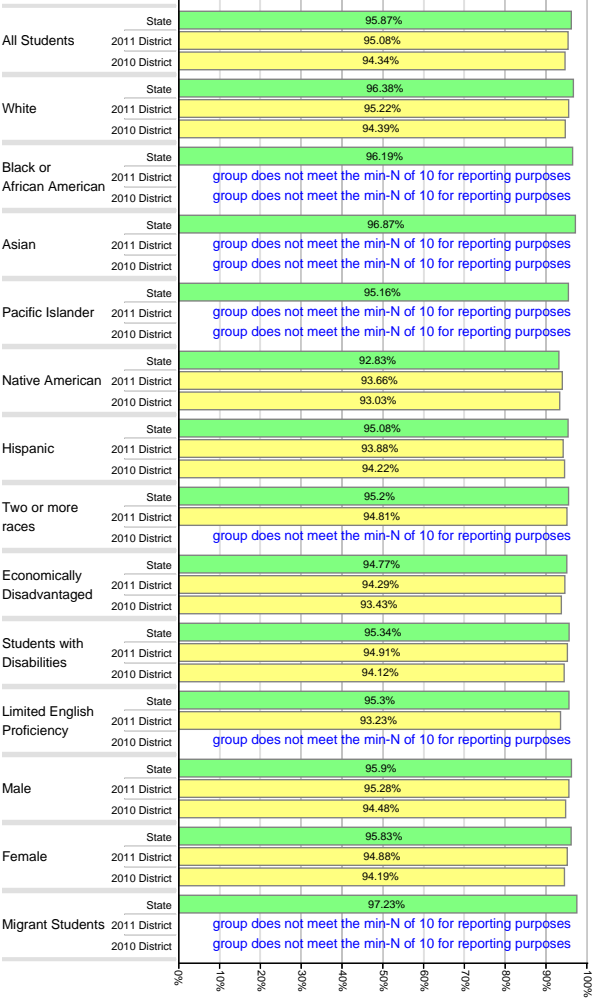 All Students
State 95.87%
2011 District 95.08%
2010 District 94.34%
White
State 96.38%
2011 District 95.22%
2010 District 94.39%
Black or
African American
State 96.19%
2011 District group does not meet the min-N of 10 for reporting purposes
2010 District group does not meet the min-N of 10 for reporting purposes
Asian
State 96.87%
2011 District group does not meet the min-N of 10 for reporting purposes
2010 District group does not meet the min-N of 10 for reporting purposes
Pacific Islander
State 95.16%
2011 District group does not meet the min-N of 10 for reporting purposes
2010 District group does not meet the min-N of 10 for reporting purposes
Native American
State 92.83%
2011 District 93.66%
2010 District 93.03%
Hispanic
State 95.08%
2011 District 93.88%
2010 District 94.22%
Two or more
races
State 95.2%
2011 District 94.81%
2010 District group does not meet the min-N of 10 for reporting purposes
Economically
Disadvantaged
State 94.77%
2011 District 94.29%
2010 District 93.43%
Students with
Disabilities
State 95.34%
2011 District 94.91%
2010 District 94.12%
Limited English
Proficiency
State 95.3%
2011 District 93.23%
2010 District group does not meet the min-N of 10 for reporting purposes
Male
State 95.9%
2011 District 95.28%
2010 District 94.48%
Female
State 95.83%
2011 District 94.88%
2010 District 94.19%
Migrant Students
State 97.23%
2011 District group does not meet the min-N of 10 for reporting purposes
2010 District group does not meet the min-N of 10 for reporting purposes
0% 10% 20% 30% 40% 50% 60% 70% 80% 90% 100%